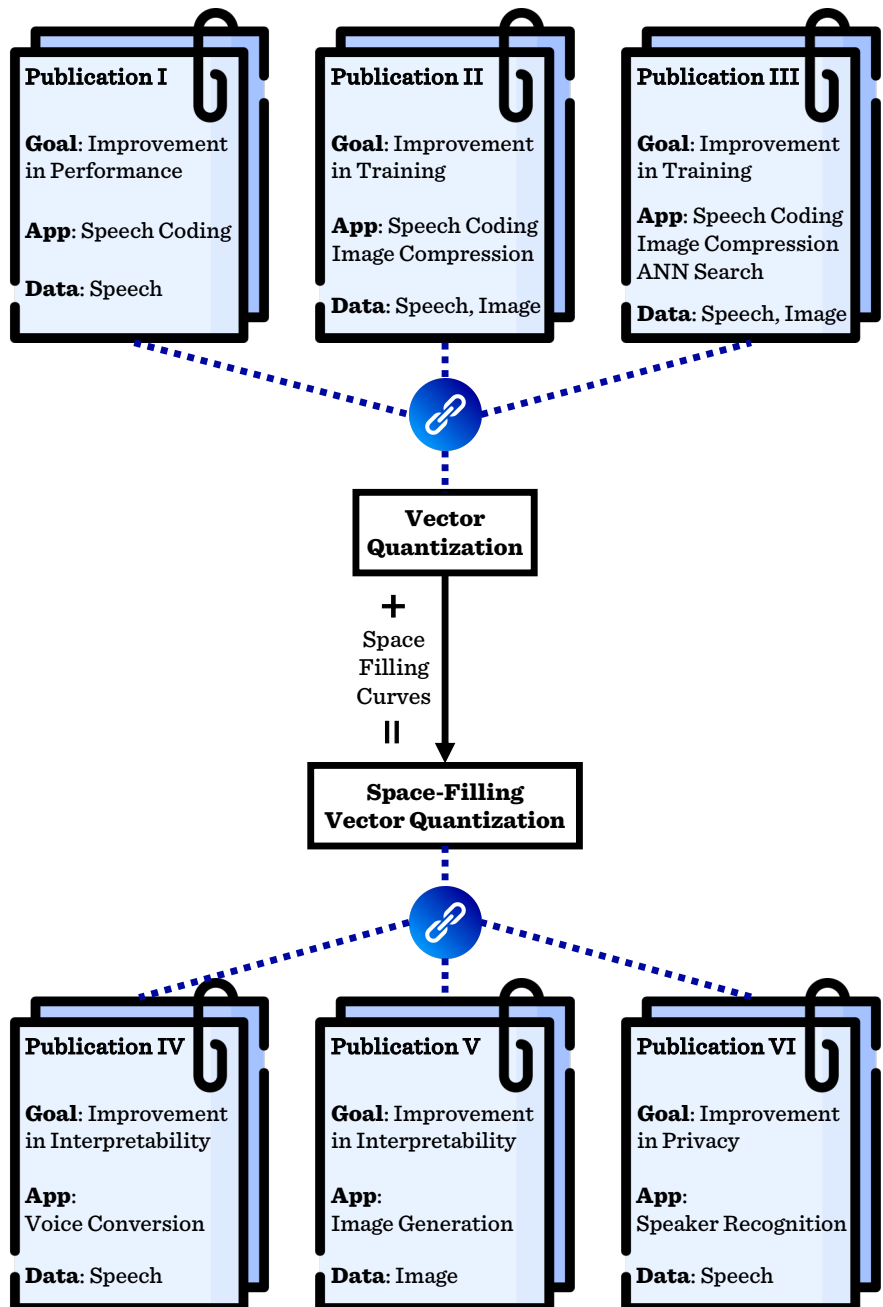 Publication I
Goal: Improvement
in Performance
App: Speech Coding
Data: Speech
Publication II
Goal: Improvement
in Training
App: Speech Coding
Image Compression
Data: Speech, Image
Publication III
Goal: Improvement
in Training
App: Speech Coding
Image Compression
ANN Search
Data: Speech, Image
Vector
Quantization
+
Space
Filling
Curves
=
Space-Filling
Vector Quantization
Publication IV
Goal: Improvement
in Interpretability
App:
Voice Conversion
Data: Speech
Publication V
Goal: Improvement
in Interpretability
App:
Image Generation
Data: Image
Publication VI
Goal: Improvement
in Privacy
App:
Speaker Recognition
Data: Speech